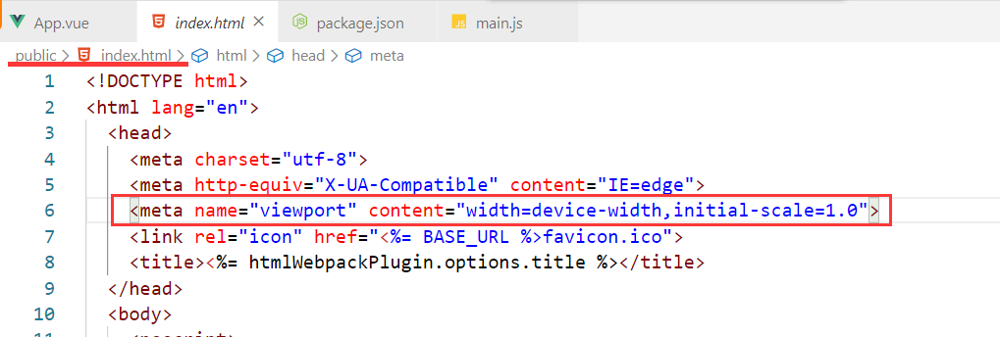 App.vue index.html package.json JS main.js
public > index.html > html > head > meta
1 <!DOCTYPE html>
2 <html lang="en">
3 <head>
4 <meta charset="utf-8">
5 <meta http-equiv="X-UA-Compatible" content="IE=edge">
6 <meta name="viewport" content="width=device-width,initial-scale=1.0">
7 <link rel="icon" href="<%= BASE_URL %>favicon.ico">
8 <title><%= htmlWebpackPlugin.options.title %></title>
9 </head>
10 <body>